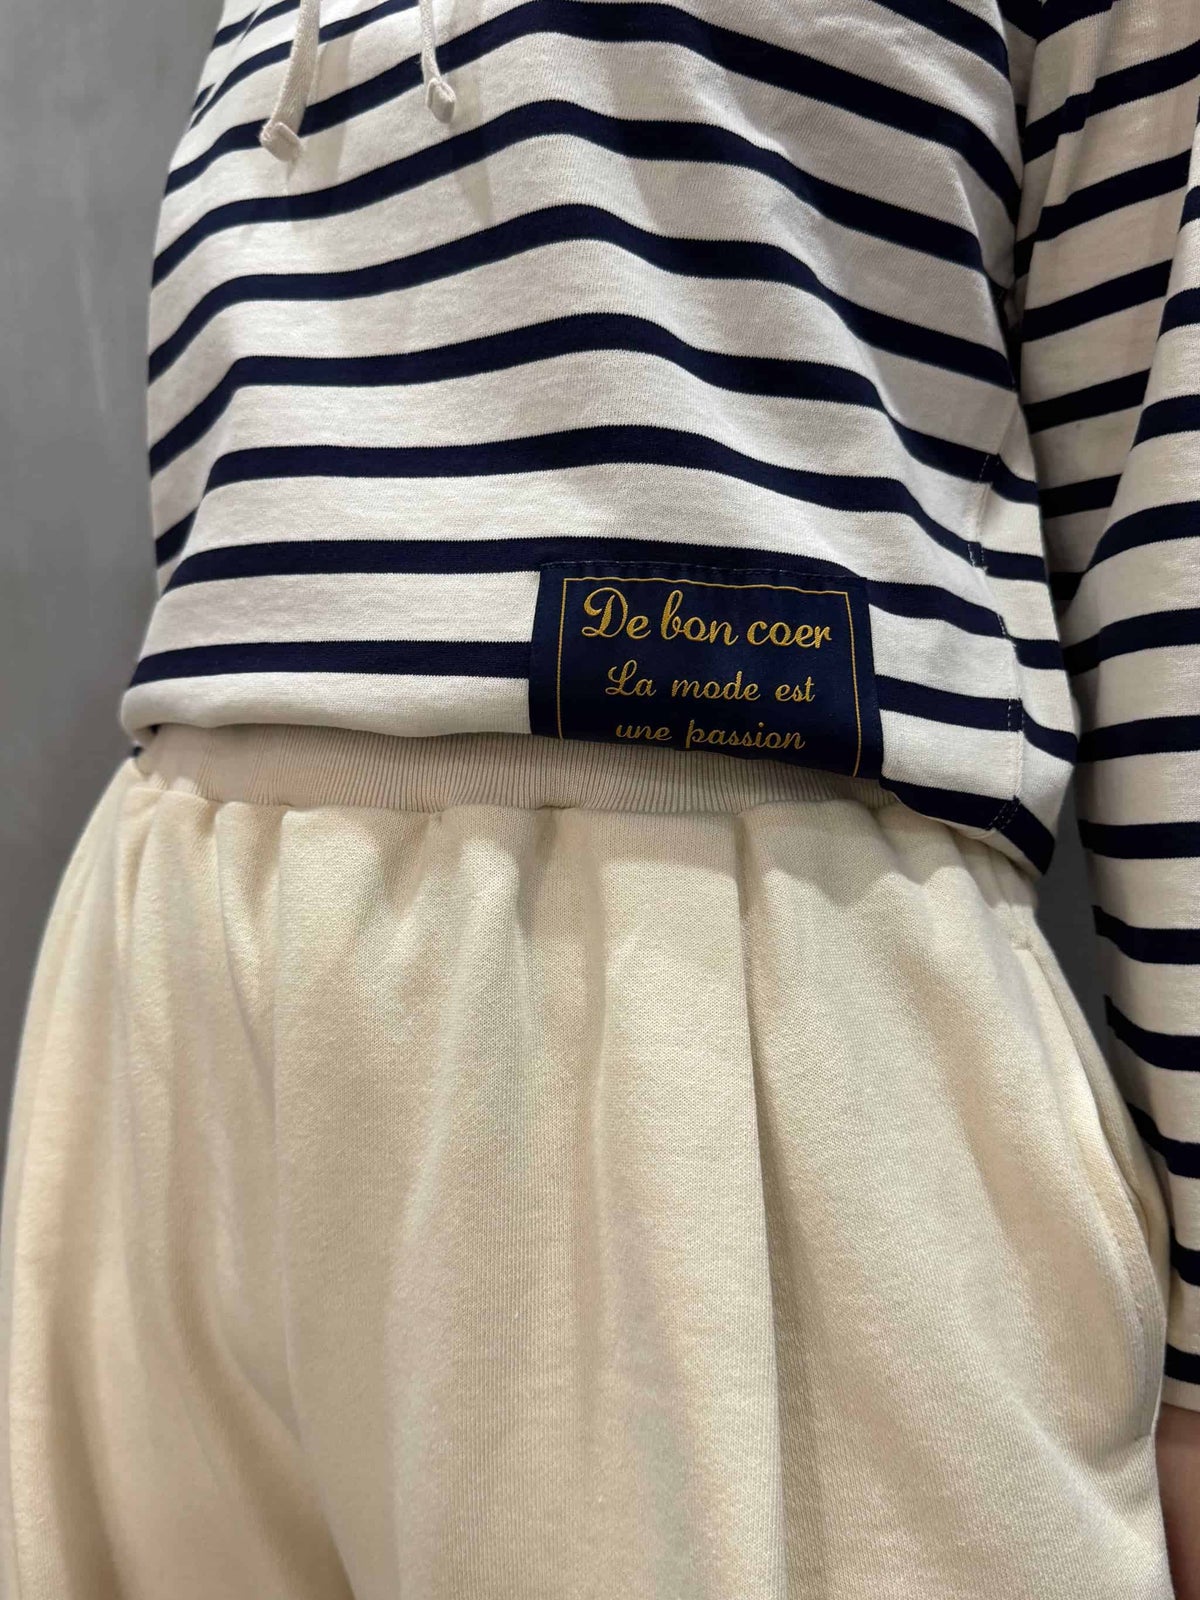 De bon coer
La mode est
une passion